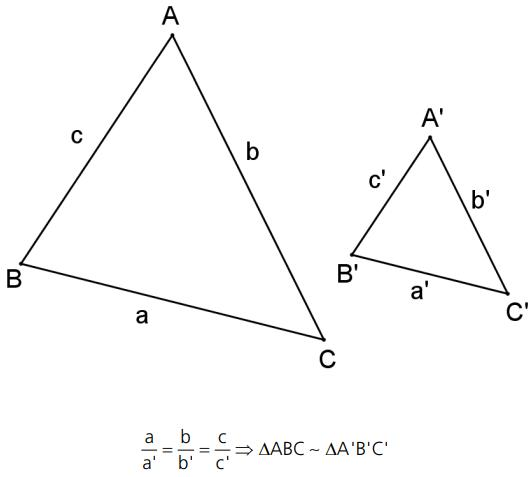 A
A'
c
b
c'
b'
B
B'
a
a'
C'
C
a/a' = b/b' = c/c' ⇒ ΔABC ~ ΔA'B'C'